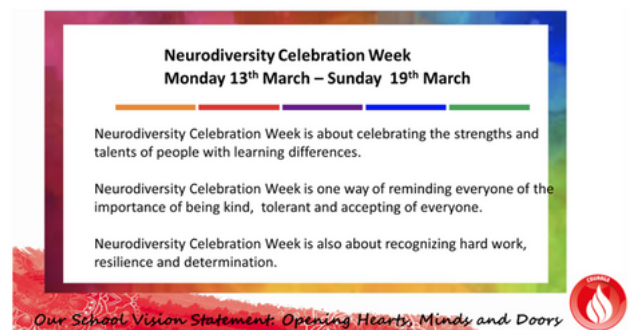 Neurodiversity Celebration Week
Monday 13th March – Sunday 19th March
Neurodiversity Celebration Week is about celebrating the strengths and
talents of people with learning differences.
Neurodiversity Celebration Week is one way of reminding everyone of the
importance of being kind, tolerant and accepting of everyone.
Neurodiversity Celebration Week is also about recognizing hard work,
resilience and determination.
Our School Vision Statement: Opening Hearts, Minds and Doors